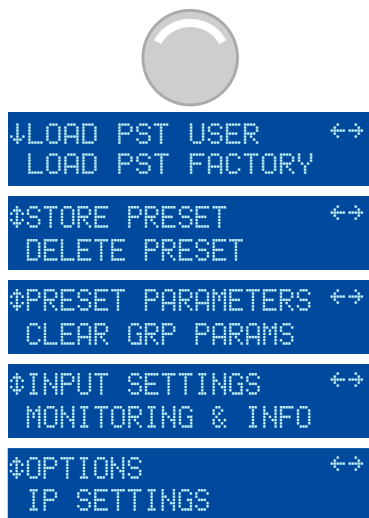 ↓LOAD PST USER ←→
LOAD PST FACTORY
↕STORE PRESET ←→
DELETE PRESET
↕PRESET PARAMETERS ←→
CLEAR GRP PARAMS
↕INPUT SETTINGS ←→
MONITORING & INFO
↕OPTIONS ←→
IP SETTINGS